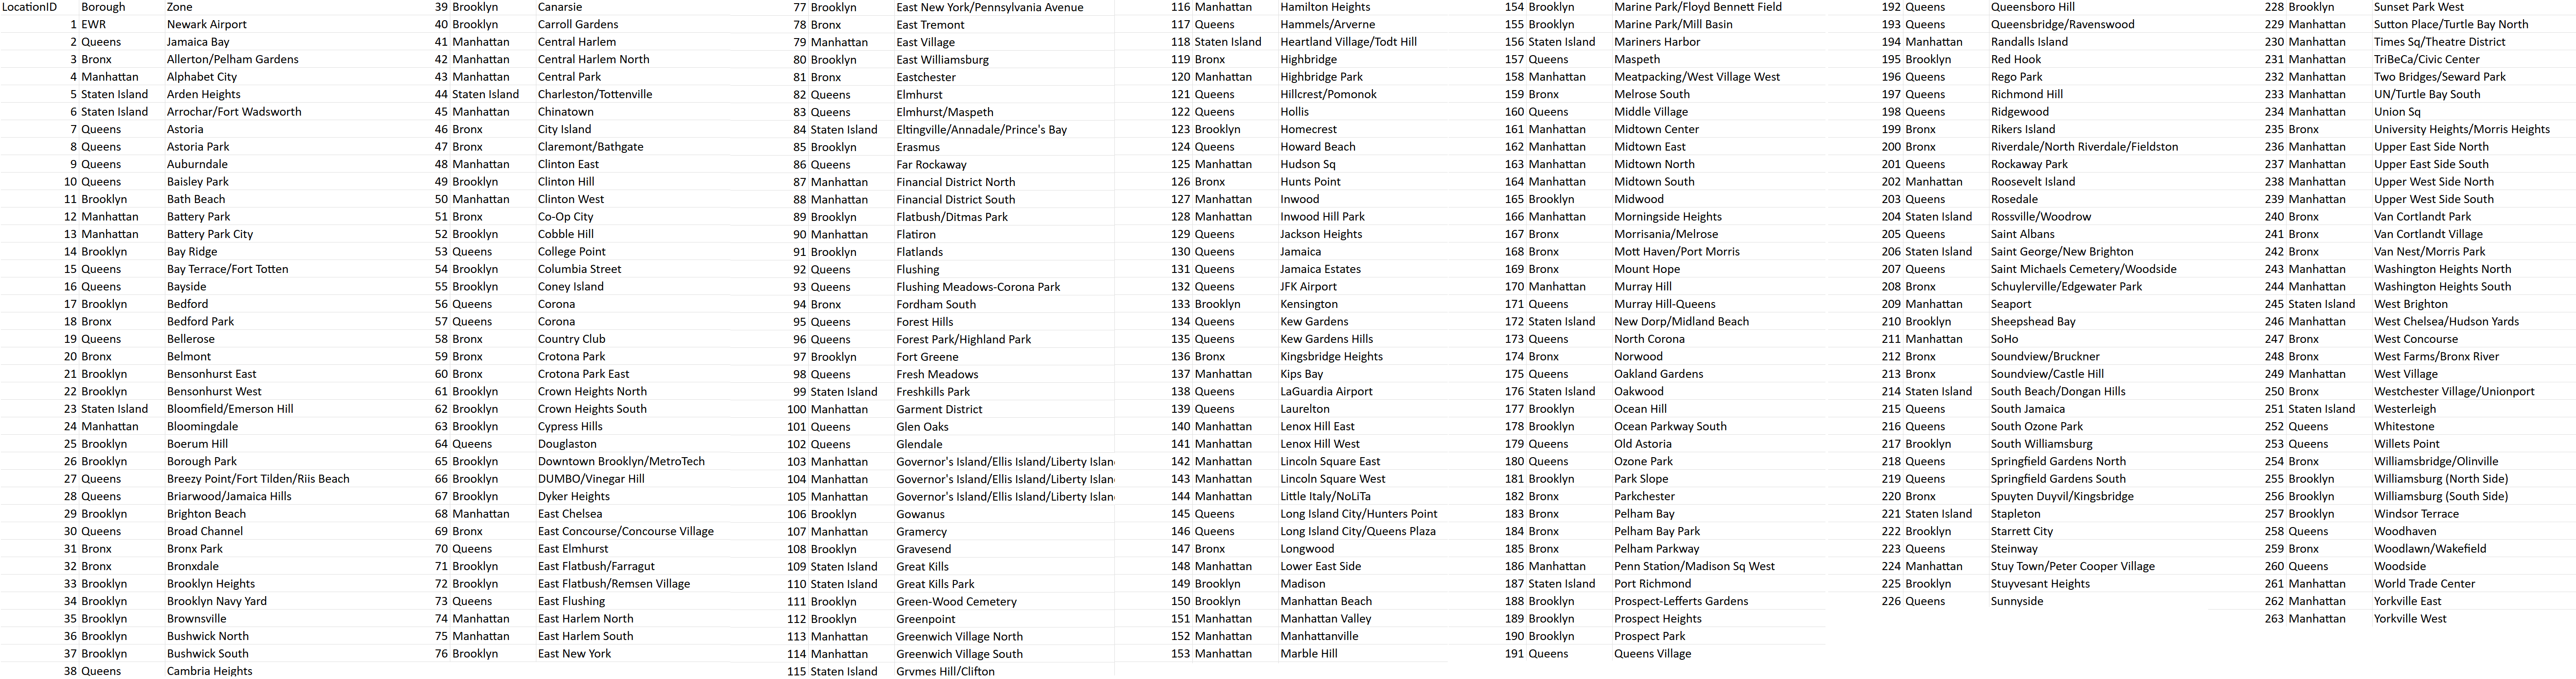 LocationID Borough Zone
1 EWR Newark Airport
2 Queens Jamaica Bay
3 Bronx Allerton/Pelham Gardens
4 Manhattan Alphabet City
5 Staten Island Arden Heights
6 Staten Island Arrochar/Fort Wadsworth
7 Queens Astoria
8 Queens Astoria Park
9 Queens Auburndale
10 Queens Baisley Park
11 Brooklyn Bath Beach
12 Manhattan Battery Park
13 Manhattan Battery Park City
14 Brooklyn Bay Ridge
15 Queens Bay Terrace/Fort Totten
16 Queens Bayside
17 Brooklyn Bedford
18 Bronx Bedford Park
19 Queens Bellerose
20 Bronx Belmont
21 Brooklyn Bensonhurst East
22 Brooklyn Bensonhurst West
23 Staten Island Bloomfield/Emerson Hill
24 Manhattan Bloomingdale
25 Brooklyn Boerum Hill
26 Brooklyn Borough Park
27 Queens Breezy Point/Fort Tilden/Riis Beach
28 Queens Briarwood/Jamaica Hills
29 Brooklyn Brighton Beach
30 Queens Broad Channel
31 Bronx Bronx Park
32 Bronx Bronxdale
33 Brooklyn Brooklyn Heights
34 Brooklyn Brooklyn Navy Yard
35 Brooklyn Brownsville
36 Brooklyn Bushwick North
37 Brooklyn Bushwick South
38 Queens Cambria Heights
39 Brooklyn Canarsie
40 Brooklyn Carroll Gardens
41 Manhattan Central Harlem
42 Manhattan Central Harlem North
43 Manhattan Central Park
44 Staten Island Charleston/Tottenville
45 Manhattan Chinatown
46 Bronx City Island
47 Bronx Claremont/Bathgate
48 Manhattan Clinton East
49 Brooklyn Clinton Hill
50 Manhattan Clinton West
51 Bronx Co-Op City
52 Brooklyn Cobble Hill
53 Queens College Point
54 Brooklyn Columbia Street
55 Brooklyn Coney Island
56 Queens Corona
57 Queens Corona
58 Bronx Country Club
59 Bronx Crotona Park
60 Bronx Crotona Park East
61 Brooklyn Crown Heights North
62 Brooklyn Crown Heights South
63 Brooklyn Cypress Hills
64 Queens Douglaston
65 Brooklyn Downtown Brooklyn/MetroTech
66 Brooklyn DUMBO/Vinegar Hill
67 Brooklyn Dyker Heights
68 Manhattan East Chelsea
69 Bronx East Concourse/Concourse Village
70 Queens East Elmhurst
71 Brooklyn East Flatbush/Farragut
72 Brooklyn East Flatbush/Remsen Village
73 Queens East Flushing
74 Manhattan East Harlem North
75 Manhattan East Harlem South
76 Brooklyn East New York
77 Brooklyn East New York/Pennsylvania Avenue
78 Bronx East Tremont
79 Manhattan East Village
80 Brooklyn East Williamsburg
81 Bronx Eastchester
82 Queens Elmhurst
83 Queens Elmhurst/Maspeth
84 Staten Island Eltingville/Annadale/Prince's Bay
85 Brooklyn Erasmus
86 Queens Far Rockaway
87 Manhattan Financial District North
88 Manhattan Financial District South
89 Brooklyn Flatbush/Ditmas Park
90 Manhattan Flatiron
91 Brooklyn Flatlands
92 Queens Flushing
93 Queens Flushing Meadows-Corona Park
94 Bronx Fordham South
95 Queens Forest Hills
96 Queens Forest Park/Highland Park
97 Brooklyn Fort Greene
98 Queens Fresh Meadows
99 Staten Island Freshkills Park
100 Manhattan Garment District
101 Queens Glen Oaks
102 Queens Glendale
103 Manhattan Governor's Island/Ellis Island/Liberty Islan
104 Manhattan Governor's Island/Ellis Island/Liberty Islan
105 Manhattan Governor's Island/Ellis Island/Liberty Islan
106 Brooklyn Gowanus
107 Manhattan Gramercy
108 Brooklyn Gravesend
109 Staten Island Great Kills
110 Staten Island Great Kills Park
111 Brooklyn Green-Wood Cemetery
112 Brooklyn Greenpoint
113 Manhattan Greenwich Village North
114 Manhattan Greenwich Village South
115 Staten Island Grymes Hill/Clifton
116 Manhattan Hamilton Heights
117 Queens Hammels/Arverne
118 Staten Island Heartland Village/Todt Hill
119 Bronx Highbridge
120 Manhattan Highbridge Park
121 Queens Hillcrest/Pomonok
122 Queens Hollis
123 Brooklyn Homecrest
124 Queens Howard Beach
125 Manhattan Hudson Sq
126 Bronx Hunts Point
127 Manhattan Inwood
128 Manhattan Inwood Hill Park
129 Queens Jackson Heights
130 Queens Jamaica
131 Queens Jamaica Estates
132 Queens JFK Airport
133 Brooklyn Kensington
134 Queens Kew Gardens
135 Queens Kew Gardens Hills
136 Bronx Kingsbridge Heights
137 Manhattan Kips Bay
138 Queens LaGuardia Airport
139 Queens Laurelton
140 Manhattan Lenox Hill East
141 Manhattan Lenox Hill West
142 Manhattan Lincoln Square East
143 Manhattan Lincoln Square West
144 Manhattan Little Italy/NoLiTa
145 Queens Long Island City/Hunters Point
146 Queens Long Island City/Queens Plaza
147 Bronx Longwood
148 Manhattan Lower East Side
149 Brooklyn Madison
150 Brooklyn Manhattan Beach
151 Manhattan Manhattan Valley
152 Manhattan Manhattanville
153 Manhattan Marble Hill
154 Brooklyn Marine Park/Floyd Bennett Field
155 Brooklyn Marine Park/Mill Basin
156 Staten Island Mariners Harbor
157 Queens Maspeth
158 Manhattan Meatpacking/West Village West
159 Bronx Melrose South
160 Queens Middle Village
161 Manhattan Midtown Center
162 Manhattan Midtown East
163 Manhattan Midtown North
164 Manhattan Midtown South
165 Brooklyn Midwood
166 Manhattan Morningside Heights
167 Bronx Morrisania/Melrose
168 Bronx Mott Haven/Port Morris
169 Bronx Mount Hope
170 Manhattan Murray Hill
171 Queens Murray Hill-Queens
172 Staten Island New Dorp/Midland Beach
173 Queens North Corona
174 Bronx Norwood
175 Queens Oakland Gardens
176 Staten Island Oakwood
177 Brooklyn Ocean Hill
178 Brooklyn Ocean Parkway South
179 Queens Old Astoria
180 Queens Ozone Park
181 Brooklyn Park Slope
182 Bronx Parkchester
183 Bronx Pelham Bay
184 Bronx Pelham Bay Park
185 Bronx Pelham Parkway
186 Manhattan Penn Station/Madison Sq West
187 Staten Island Port Richmond
188 Brooklyn Prospect-Lefferts Gardens
189 Brooklyn Prospect Heights
190 Brooklyn Prospect Park
191 Queens Queens Village
192 Queens Queensboro Hill
193 Queens Queensbridge/Ravenswood
194 Manhattan Randalls Island
195 Brooklyn Red Hook
196 Queens Rego Park
197 Queens Richmond Hill
198 Queens Ridgewood
199 Bronx Rikers Island
200 Bronx Riverdale/North Riverdale/Fieldston
201 Queens Rockaway Park
202 Manhattan Roosevelt Island
203 Queens Rosedale
204 Staten Island Rossville/Woodrow
205 Queens Saint Albans
206 Staten Island Saint George/New Brighton
207 Queens Saint Michaels Cemetery/Woodside
208 Bronx Schuylerville/Edgewater Park
209 Manhattan Seaport
210 Brooklyn Sheepshead Bay
211 Manhattan SoHo
212 Bronx Soundview/Bruckner
213 Bronx Soundview/Castle Hill
214 Staten Island South Beach/Dongan Hills
215 Queens South Jamaica
216 Queens South Ozone Park
217 Brooklyn South Williamsburg
218 Queens Springfield Gardens North
219 Queens Springfield Gardens South
220 Bronx Spuyten Duyvil/Kingsbridge
221 Staten Island Stapleton
222 Brooklyn Starrett City
223 Queens Steinway
224 Manhattan Stuy Town/Peter Cooper Village
225 Brooklyn Stuyvesant Heights
226 Queens Sunnyside
228 Brooklyn Sunset Park West
229 Manhattan Sutton Place/Turtle Bay North
230 Manhattan Times Sq/Theatre District
231 Manhattan TriBeCa/Civic Center
232 Manhattan Two Bridges/Seward Park
233 Manhattan UN/Turtle Bay South
234 Manhattan Union Sq
235 Bronx University Heights/Morris Heights
236 Manhattan Upper East Side North
237 Manhattan Upper East Side South
238 Manhattan Upper West Side North
239 Manhattan Upper West Side South
240 Bronx Van Cortlandt Park
241 Bronx Van Cortlandt Village
242 Bronx Van Nest/Morris Park
243 Manhattan Washington Heights North
244 Manhattan Washington Heights South
245 Staten Island West Brighton
246 Manhattan West Chelsea/Hudson Yards
247 Bronx West Concourse
248 Bronx West Farms/Bronx River
249 Manhattan West Village
250 Bronx Westchester Village/Unionport
251 Staten Island Westerleigh
252 Queens Whitestone
253 Queens Willets Point
254 Bronx Williamsbridge/Olinville
255 Brooklyn Williamsburg (North Side)
256 Brooklyn Williamsburg (South Side)
257 Brooklyn Windsor Terrace
258 Queens Woodhaven
259 Bronx Woodlawn/Wakefield
260 Queens Woodside
261 Manhattan World Trade Center
262 Manhattan Yorkville East
263 Manhattan Yorkville West